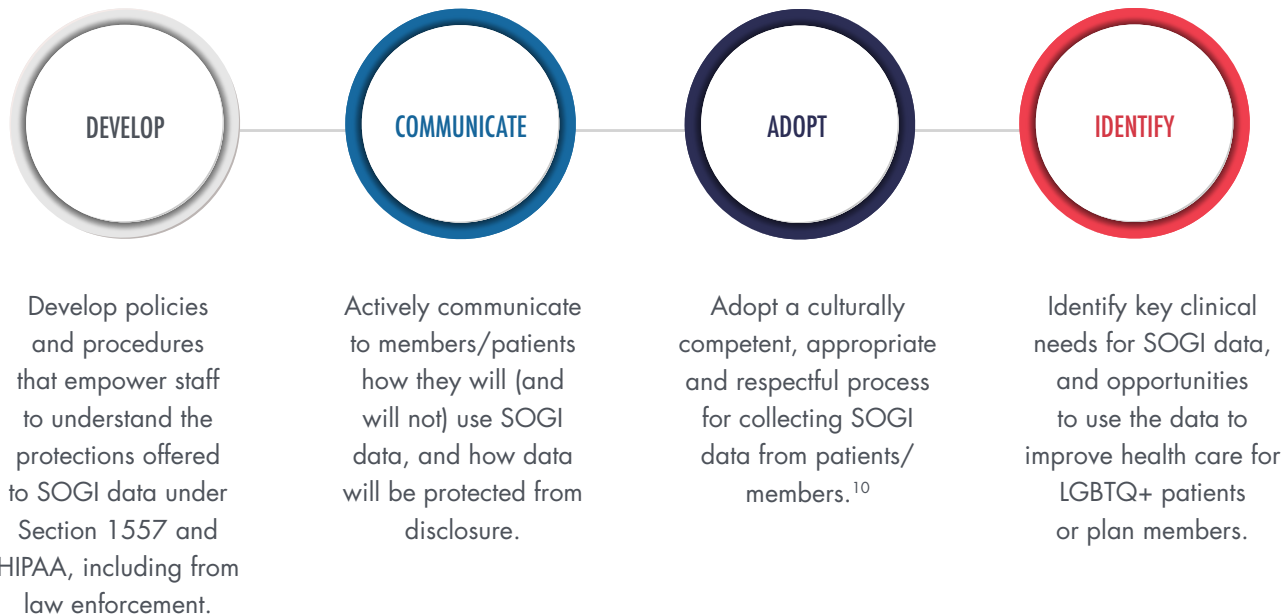 DEVELOP
Develop policies
and procedures
that empower staff
to understand the
protections offered
to SOGI data under
Section 1557 and
HIPAA, including from
law enforcement.
COMMUNICATE
Actively communicate
to members/patients
how they will (and
will not) use SOGI
data, and how data
will be protected from
disclosure.
ADOPT
Adopt a culturally
competent, appropriate
and respectful process
for collecting SOGI
data from patients/
members.10
IDENTIFY
Identify key clinical
needs for SOGI data,
and opportunities
to use the data to
improve health care for
LGBTQ+ patients
or plan members.